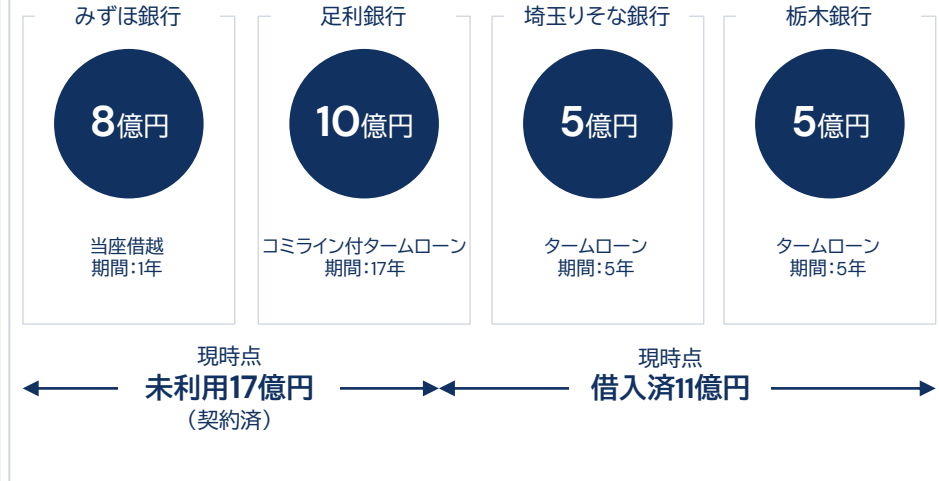 みずほ銀行
8億円
当座借越
期間:1年
足利銀行
10億円
コミライン付タームローン
期間:17年
埼玉りそな銀行
5億円
タームローン
期間:5年
栃木銀行
5億円
タームローン
期間:5年
現時点
未利用17億円
(契約済)
現時点
借入済11億円